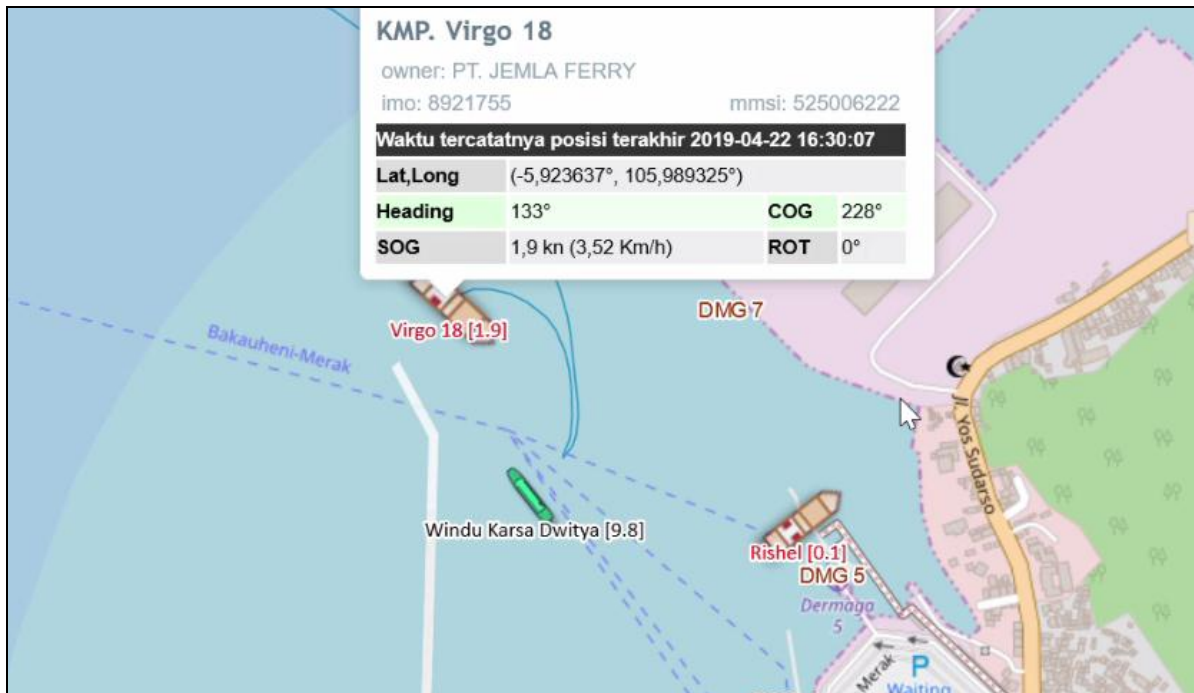 KMP. Virgo 18
owner: PT. JEMLA FERRY
imo: 8921755 mmsi: 525006222
Waktu tercatatnya posisi terakhir 2019-04-22 16:30:07
Lat,Long (-5,923637°, 105,989325°)
Heading 133° COG 228°
SOG 1,9 kn (3,52 Km/h) ROT 0°
DMG 7
Virgo 18 [1.9]
Bakauheni-Merak
Jl. Yos Sudarso
Windu Karsa Dwitya [9.8]
Rishel [0.1]
DMG 5
Dermaga
5
Merak
P
Waiting